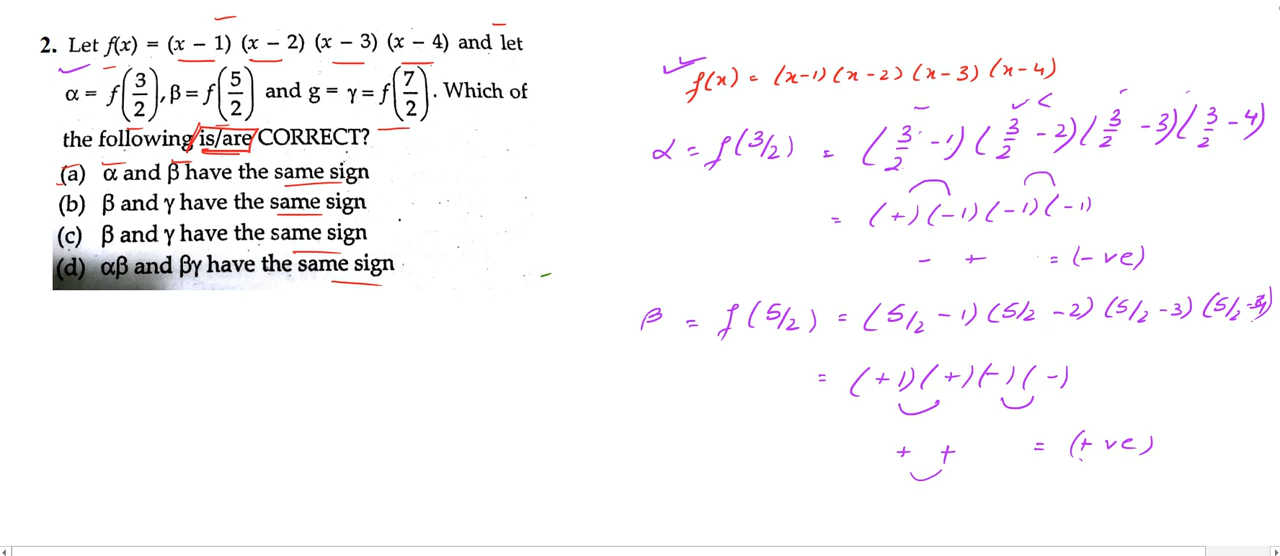 2. Let f(x) = (x − 1) (x − 2) (x − 3) (x − 4) and let
α = f(3/2), β = f(5/2) and g = γ = f(7/2). Which of
the following is/are CORRECT?
(a) α and β have the same sign
(b) β and γ have the same sign
(c) β and γ have the same sign
(d) αβ and βγ have the same sign
f(x) = (x-1)(x-2)(x-3)(x-4)
α = f(3/2) = (3/2 - 1)(3/2 - 2)(3/2 - 3)(3/2 - 4)
= (+)(-1)(-1)(-1)
- + = (-ve)
β = f(5/2) = (5/2 - 1)(5/2 - 2)(5/2 - 3)(5/2 - 4)
= (+1)(+)(-)(-)
+ + = (+ve)